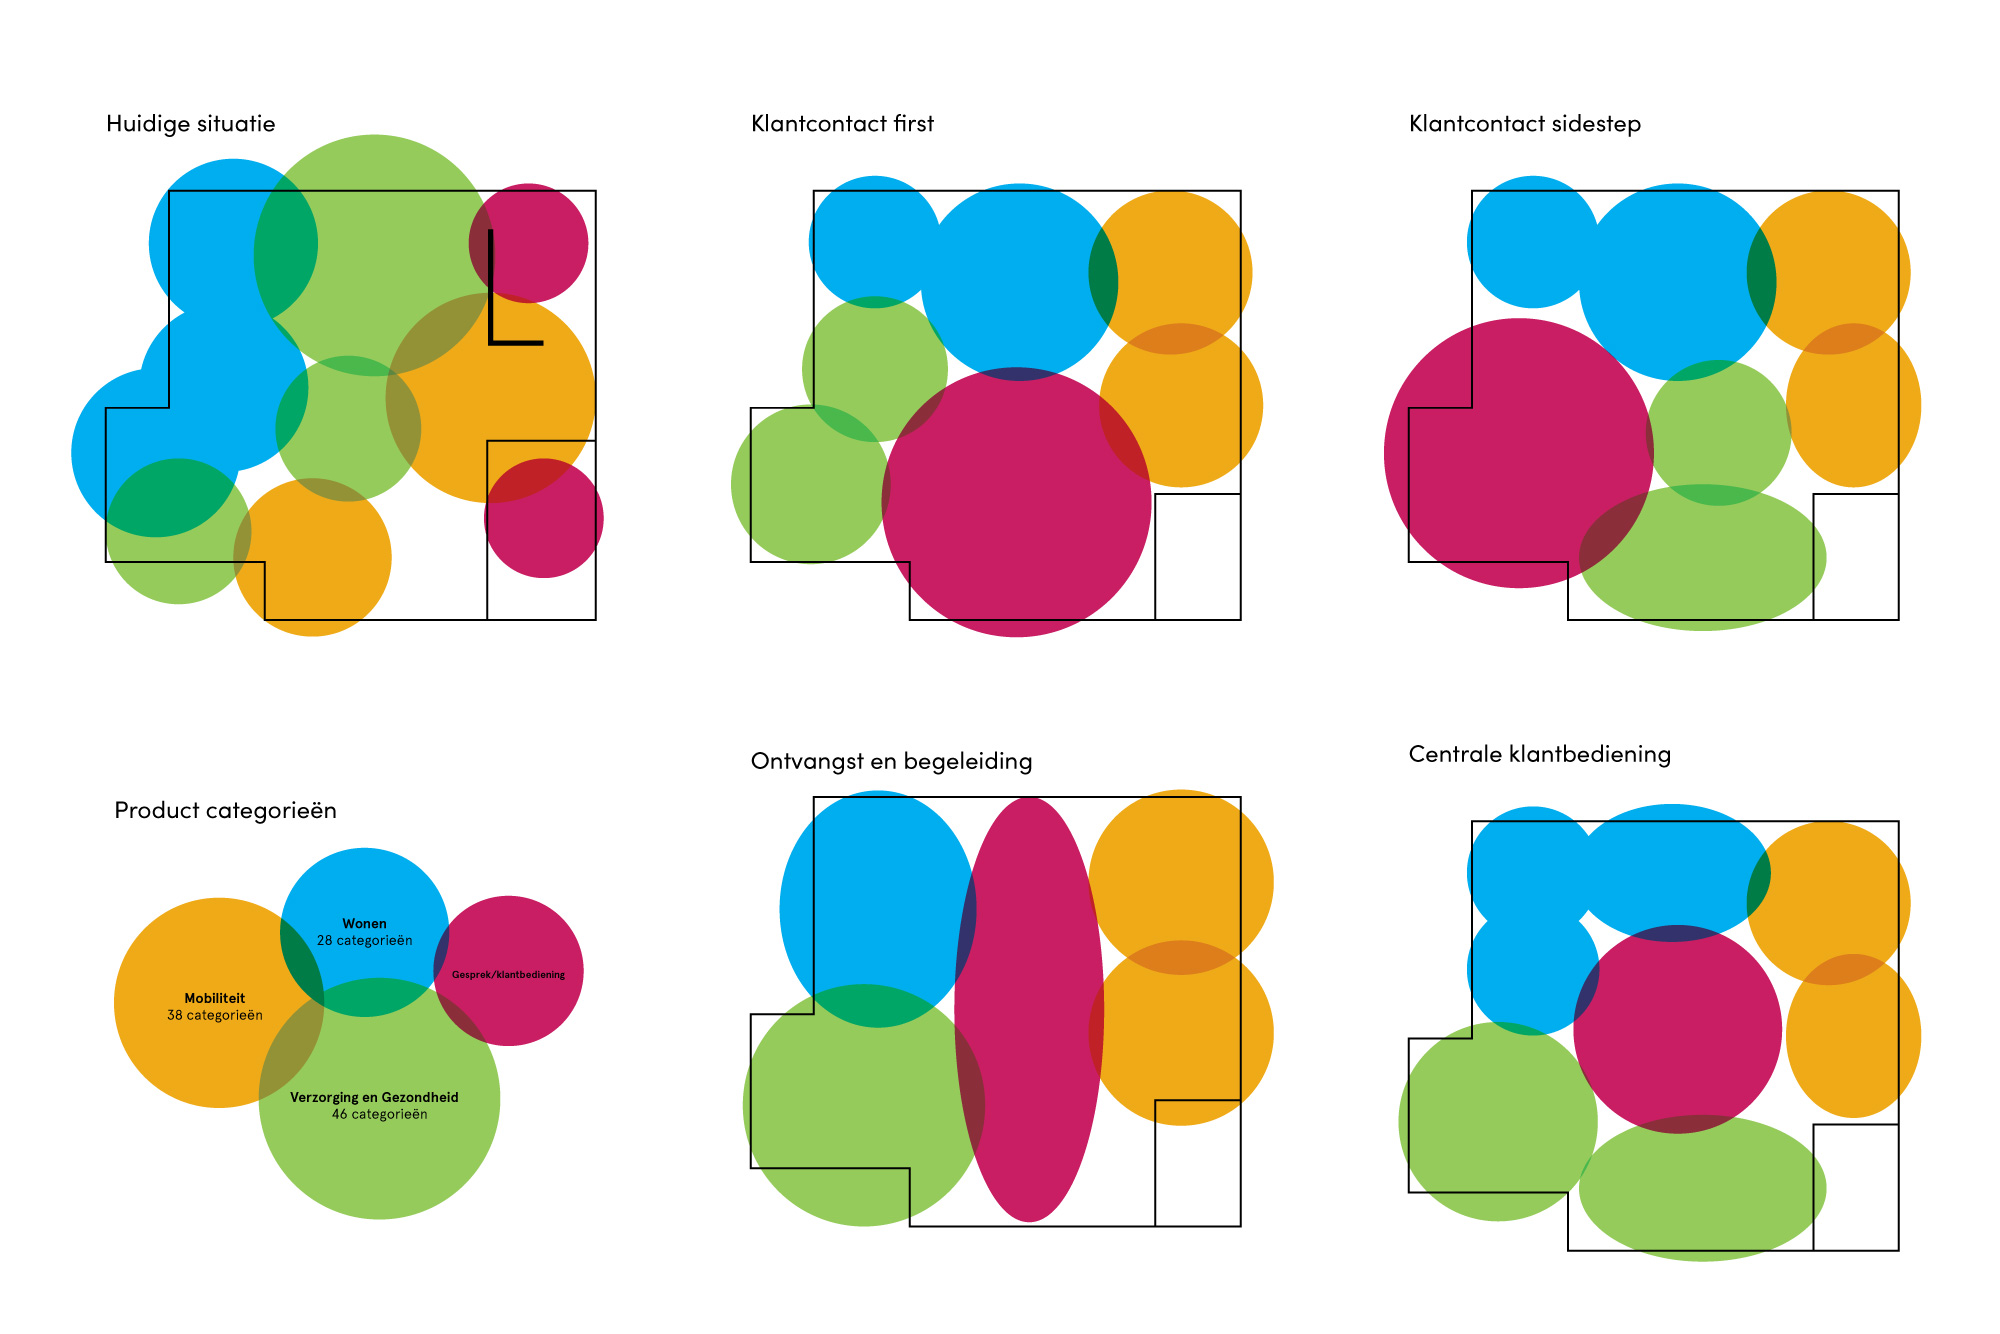 Huidige situatie
Klantcontact first
Klantcontact sidestep
Product categorieën
Wonen
28 categorieën
Gesprek/klantbediening
Mobiliteit
38 categorieën
Verzorging en Gezondheid
46 categorieën
Ontvangst en begeleiding
Centrale klantbediening